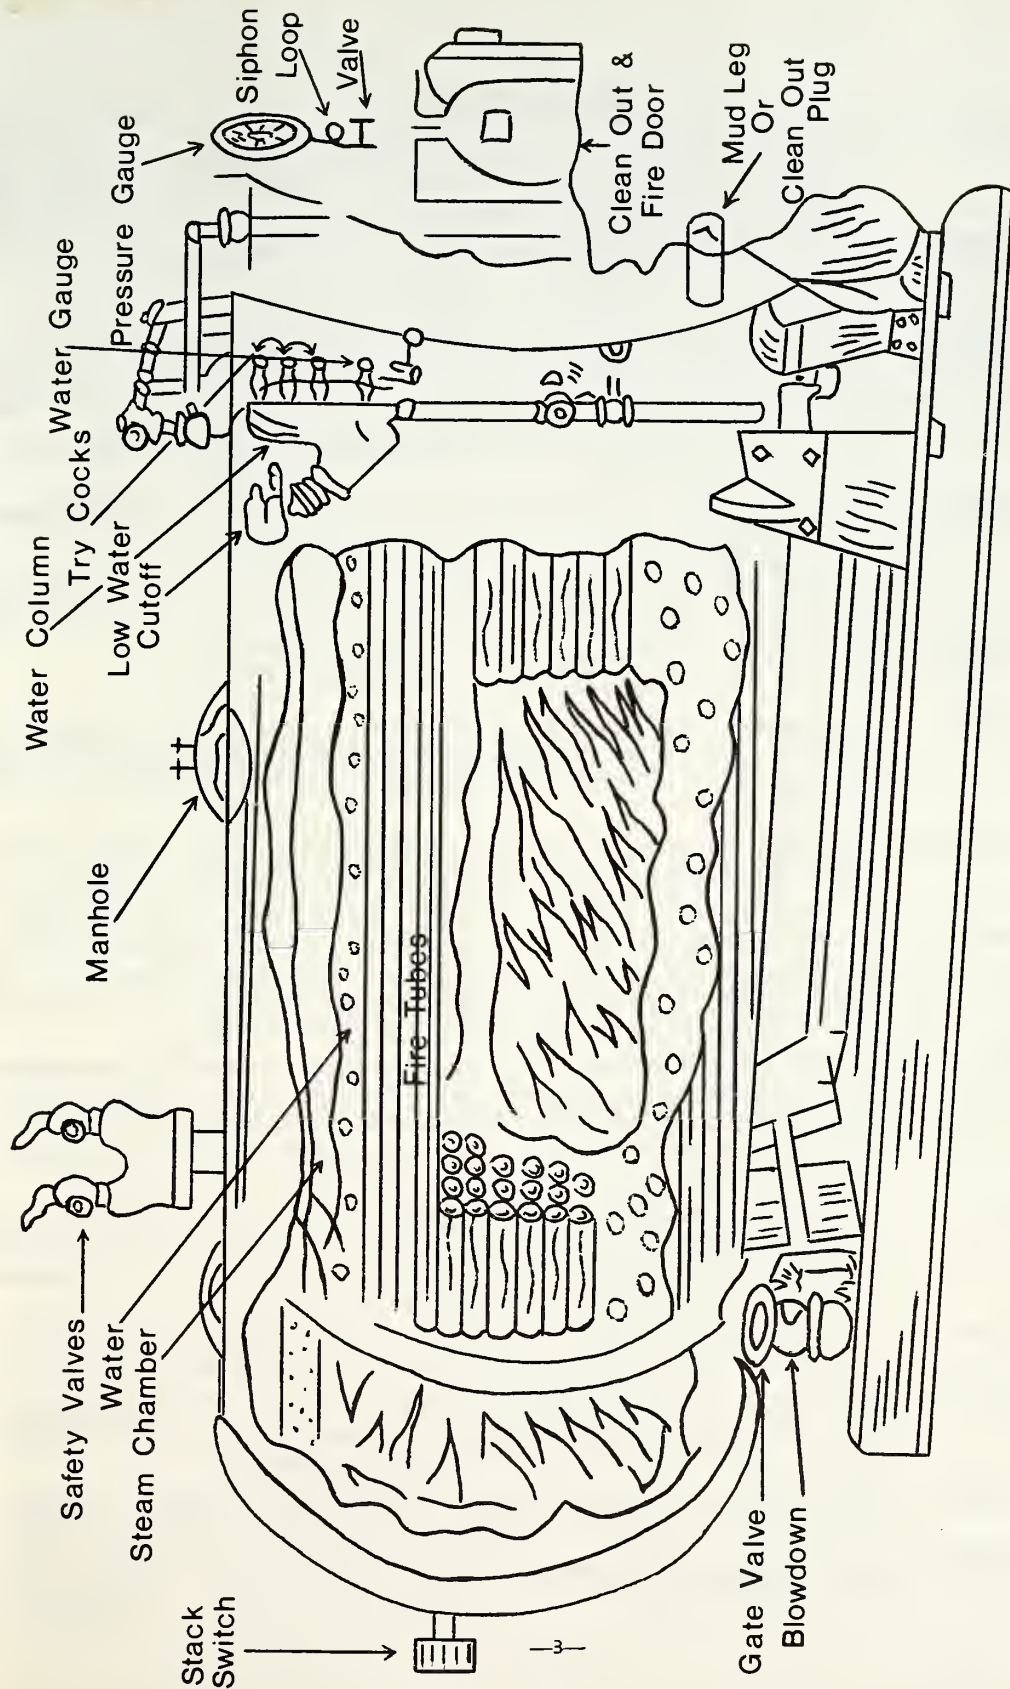 Stack
Switch
Safety Valves
Water
Steam Chamber
Manhole
Water Column
Try Cocks
Low Water
Cutoff
Water Gauge
Pressure Gauge
Siphon
Loop
Valve
Fire Tubes
Clean Out &
Fire Door
Mud Leg
Or
Clean Out
Plug
Gate Valve
Blowdown
—3—